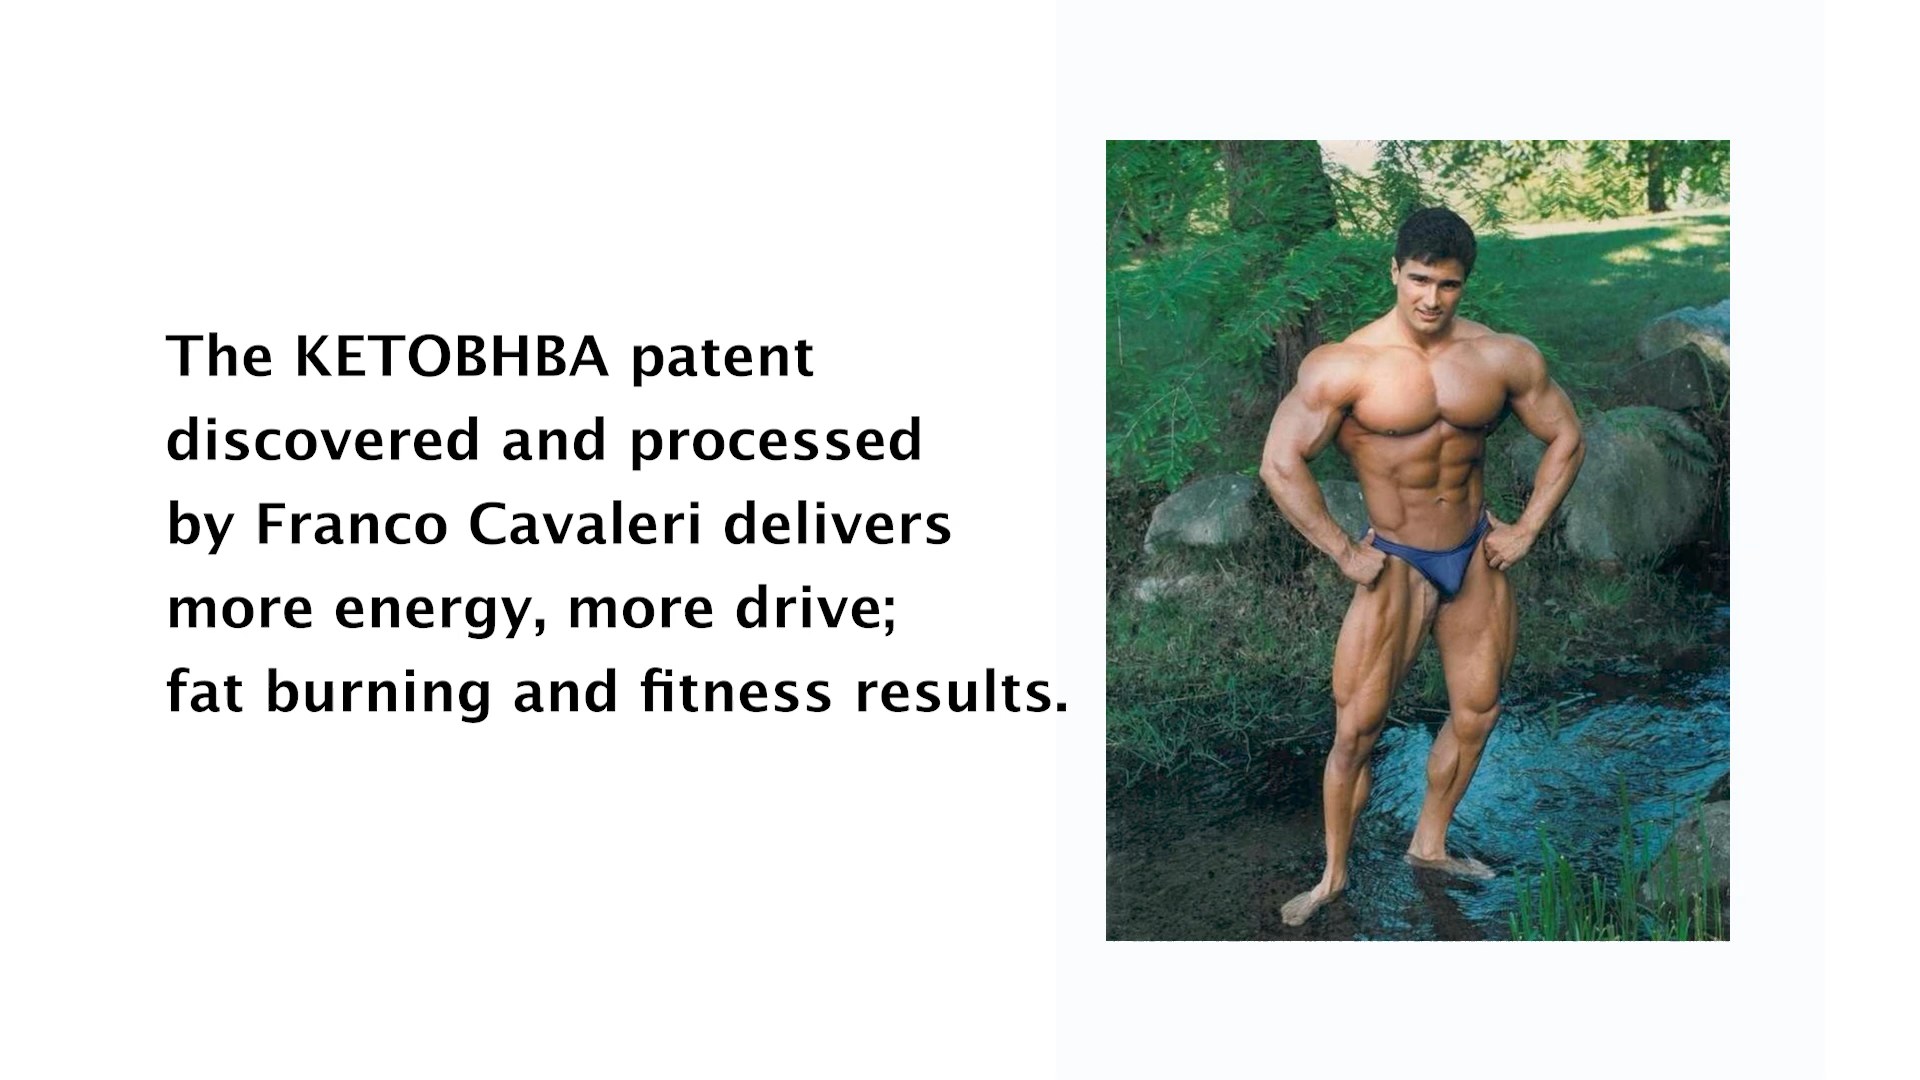 The KETOBHBA patent
discovered and processed
by Franco Cavaleri delivers
more energy, more drive;
fat burning and fitness results.